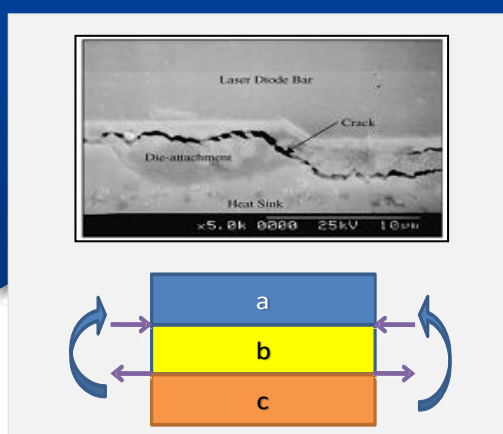 Laser Diode Bar
Crack
Die-attachment
Heat Sink
x5.0k 0000 25kV 10μm
a
b
c